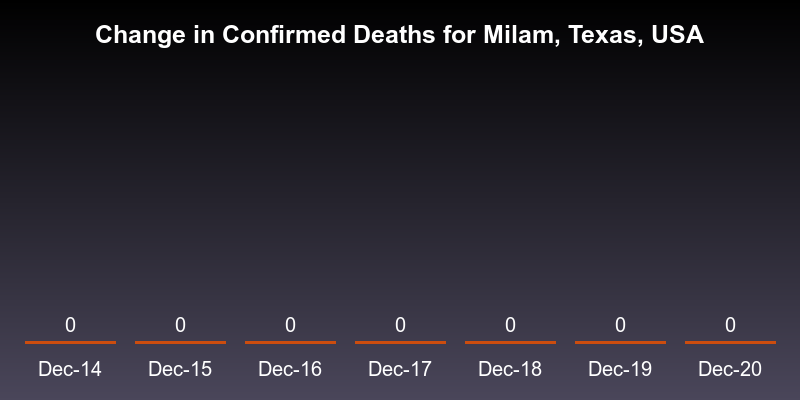 Change in Confirmed Deaths for Milam, Texas, USA
0 0 0 0 0 0 0
Dec-14 Dec-15 Dec-16 Dec-17 Dec-18 Dec-19 Dec-20